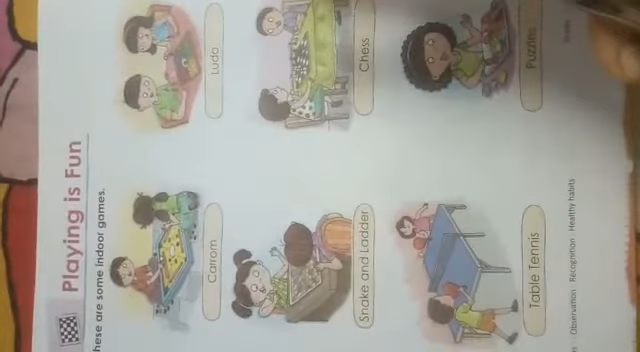 Playing is Fun
hese are some indoor games.
Carrom
Ludo
Snake and Ladder
Chess
Table Tennis
Puzzles
Observation Recognition Healthy habits